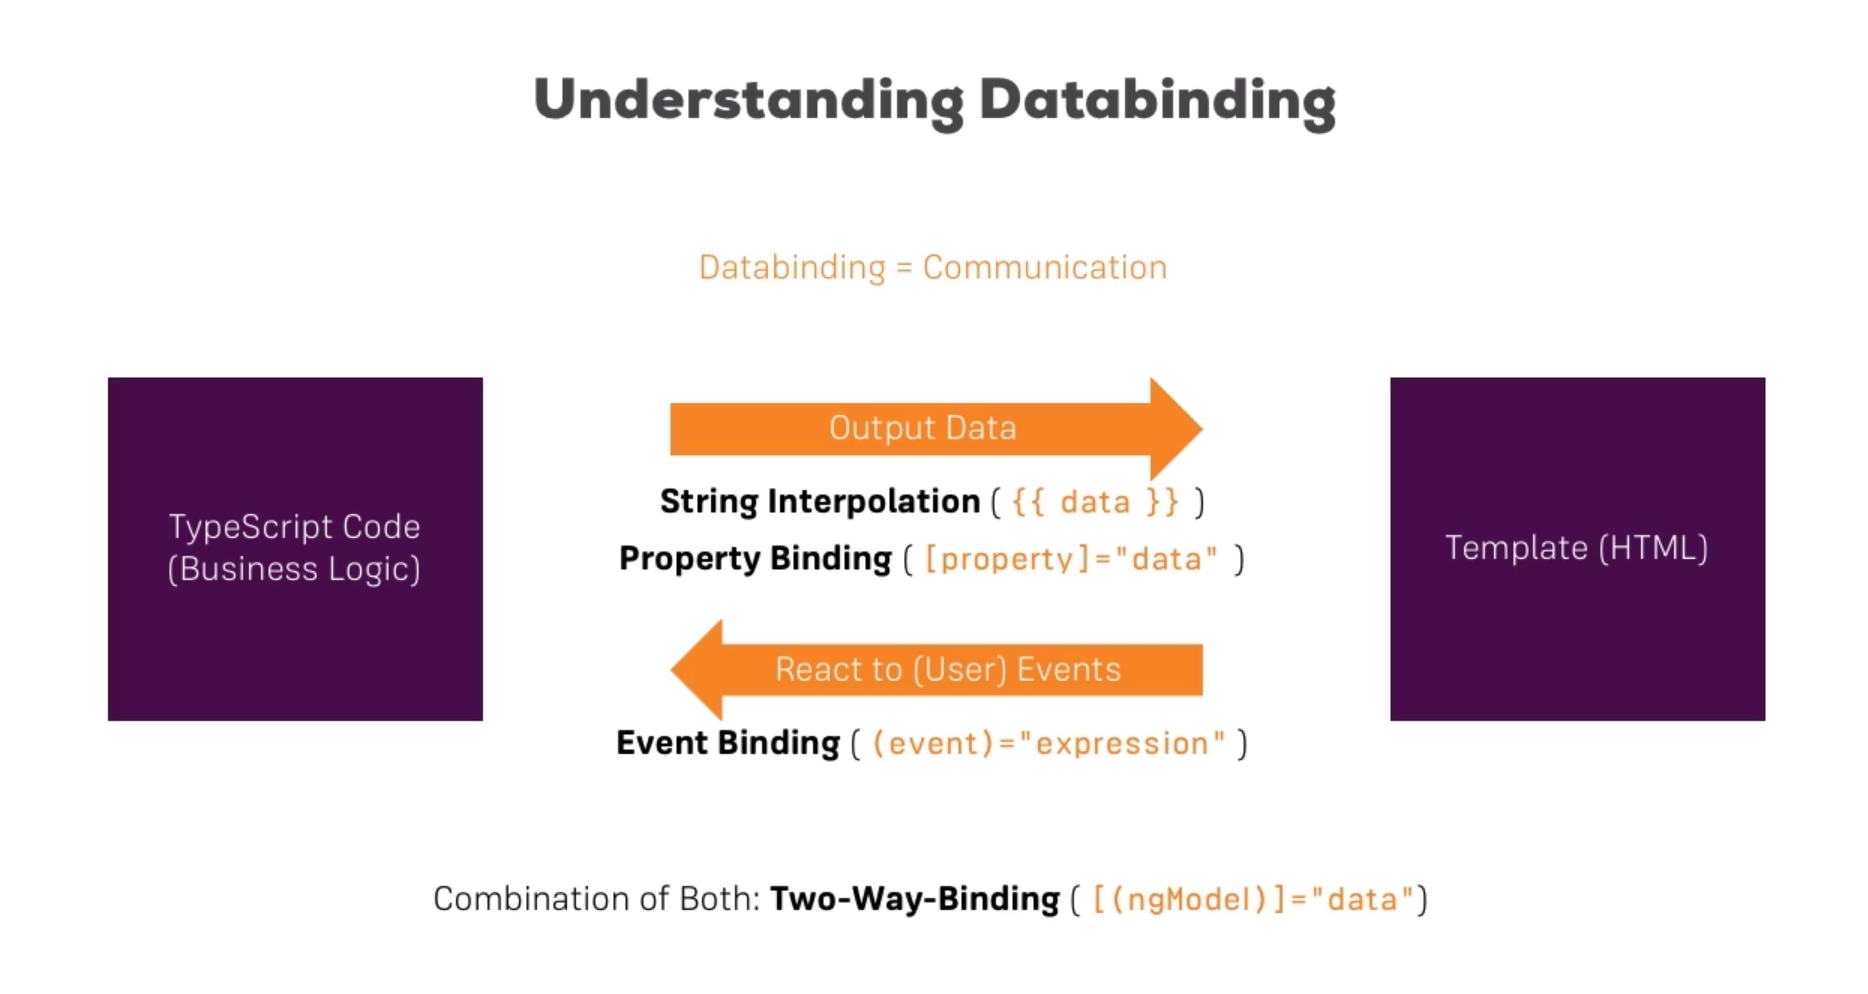 Understanding Databinding
Databinding = Communication
TypeScript Code
(Business Logic)
Output Data
String Interpolation ( {{ data }} )
Property Binding ( [property]="data" )
React to (User) Events
Event Binding ( (event)="expression" )
Template (HTML)
Combination of Both: Two-Way-Binding ( [(ngModel)]="data")